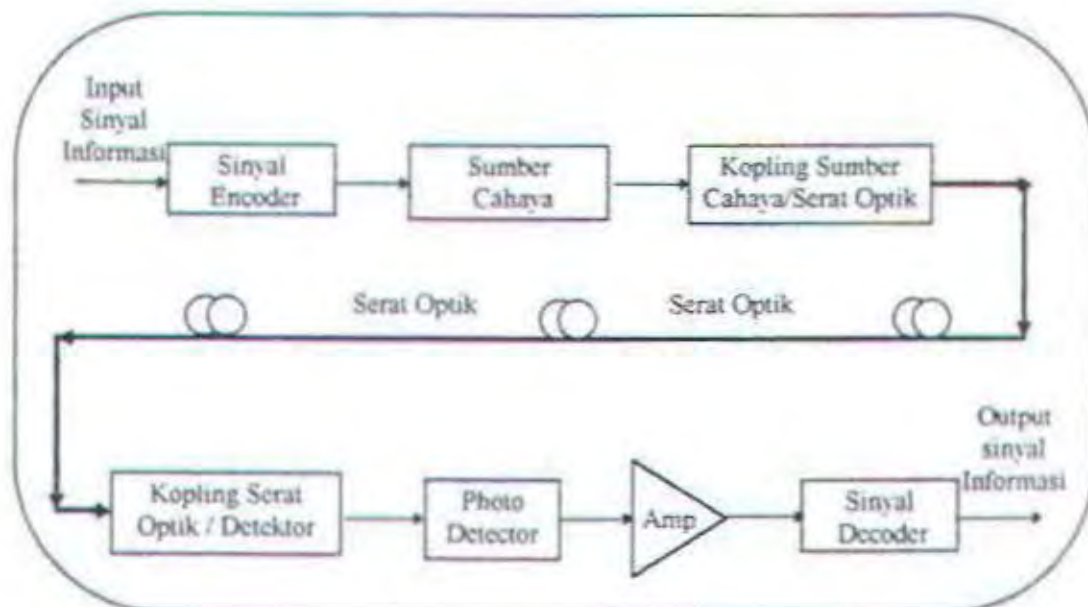 Input
Sinyal
Informasi
Sinyal
Encoder
Sumber
Cahaya
Kopling Sumber
Cahaya/Serat Optik
Serat Optik
Serat Optik
Kopling Serat
Optik / Detektor
Photo
Detector
Amp
Sinyal
Decoder
Output
sinyal
Informasi